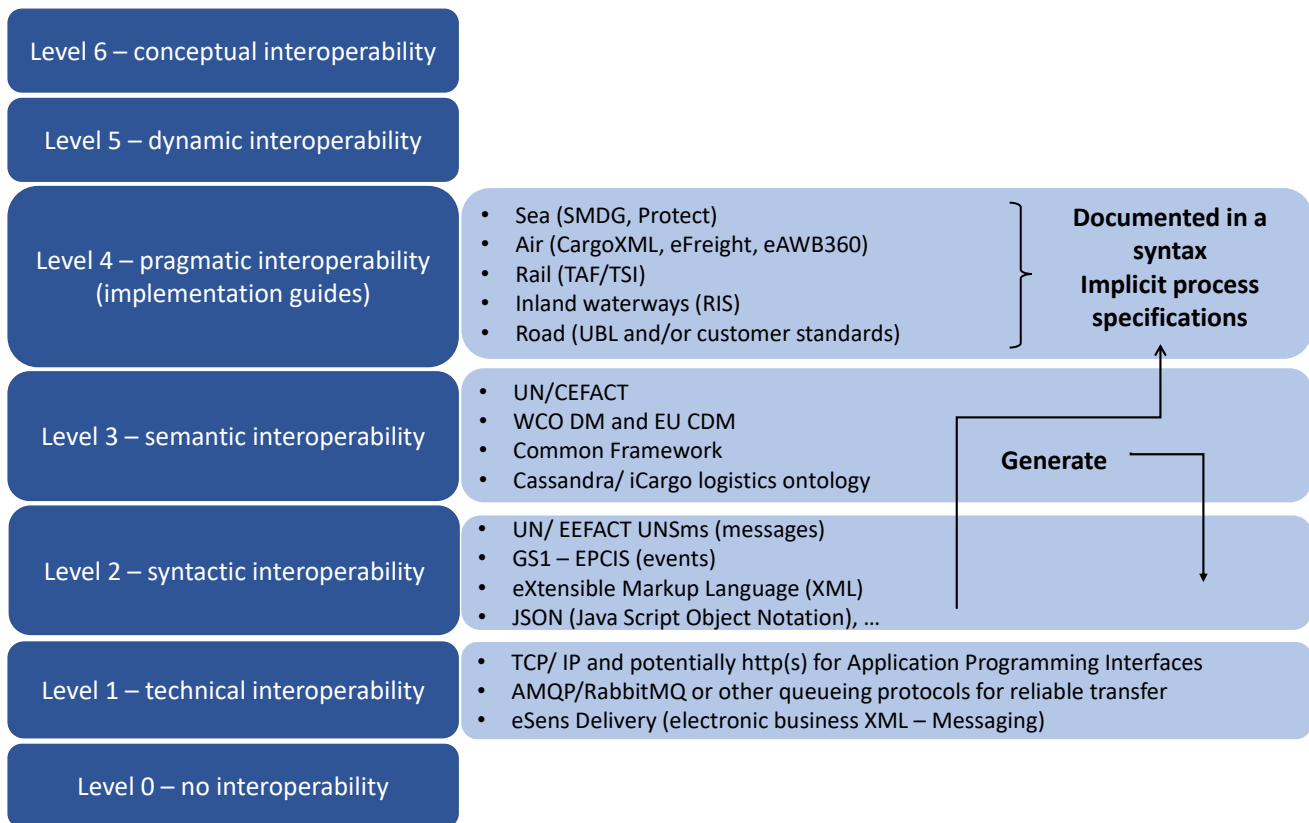 Level 6 – conceptual interoperability
Level 5 – dynamic interoperability
Level 4 – pragmatic interoperability
(implementation guides)
• Sea (SMDG, Protect)
• Air (CargoXML, eFreight, eAWB360)
• Rail (TAF/TSI)
• Inland waterways (RIS)
• Road (UBL and/or customer standards)
Documented in a
syntax
Implicit process
specifications
Level 3 – semantic interoperability
• UN/CEFACT
• WCO DM and EU CDM
• Common Framework
• Cassandra/ iCargo logistics ontology
Generate
Level 2 – syntactic interoperability
• UN/ EEFACT UNSms (messages)
• GS1 – EPCIS (events)
• eXtensible Markup Language (XML)
• JSON (Java Script Object Notation), …
Level 1 – technical interoperability
• TCP/ IP and potentially http(s) for Application Programming Interfaces
• AMQP/RabbitMQ or other queueing protocols for reliable transfer
• eSens Delivery (electronic business XML – Messaging)
Level 0 – no interoperability